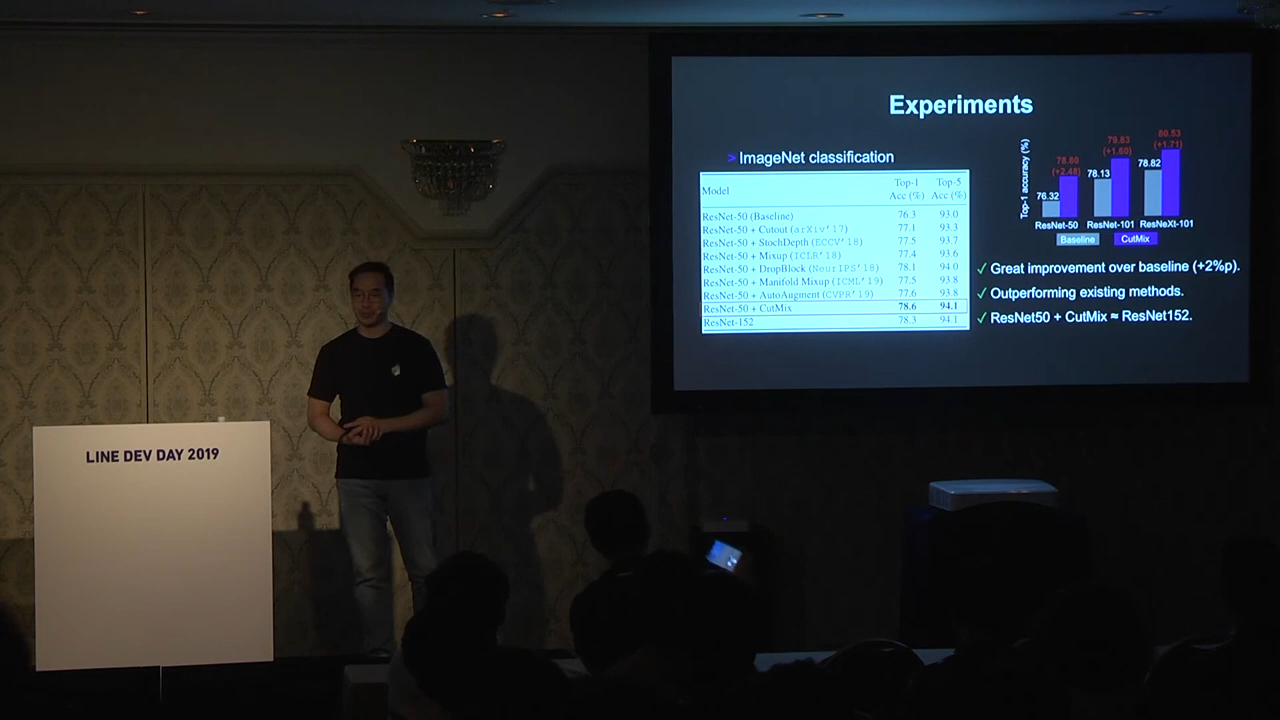 Experiments
> ImageNet classification
Model Top-1 Acc (%) Top-5 Acc (%)
ResNet-50 (Baseline) 76.3 93.0
ResNet-50 + Cutout (arXiv'17) 77.1 93.3
ResNet-50 + StochDepth (ECCV'18) 77.5 93.7
ResNet-50 + Mixup (ICLR'18) 77.4 93.6
ResNet-50 + DropBlock (NeurIPS'18) 78.1 94.0
ResNet-50 + Manifold Mixup (ICML'19) 77.5 93.8
ResNet-50 + AutoAugment (CVPR'19) 77.6 93.8
ResNet-50 + CutMix 78.6 94.1
ResNet-152 78.3 94.1
Top-1 accuracy (%)
76.32 78.60 (+2.48)
78.13 79.83 (+1.60)
78.82 80.53 (+1.71)
ResNet-50 ResNet-101 ResNeXt-101
Baseline CutMix
✓ Great improvement over baseline (+2%p).
✓ Outperforming existing methods.
✓ ResNet50 + CutMix ≈ ResNet152.
LINE DEV DAY 2019